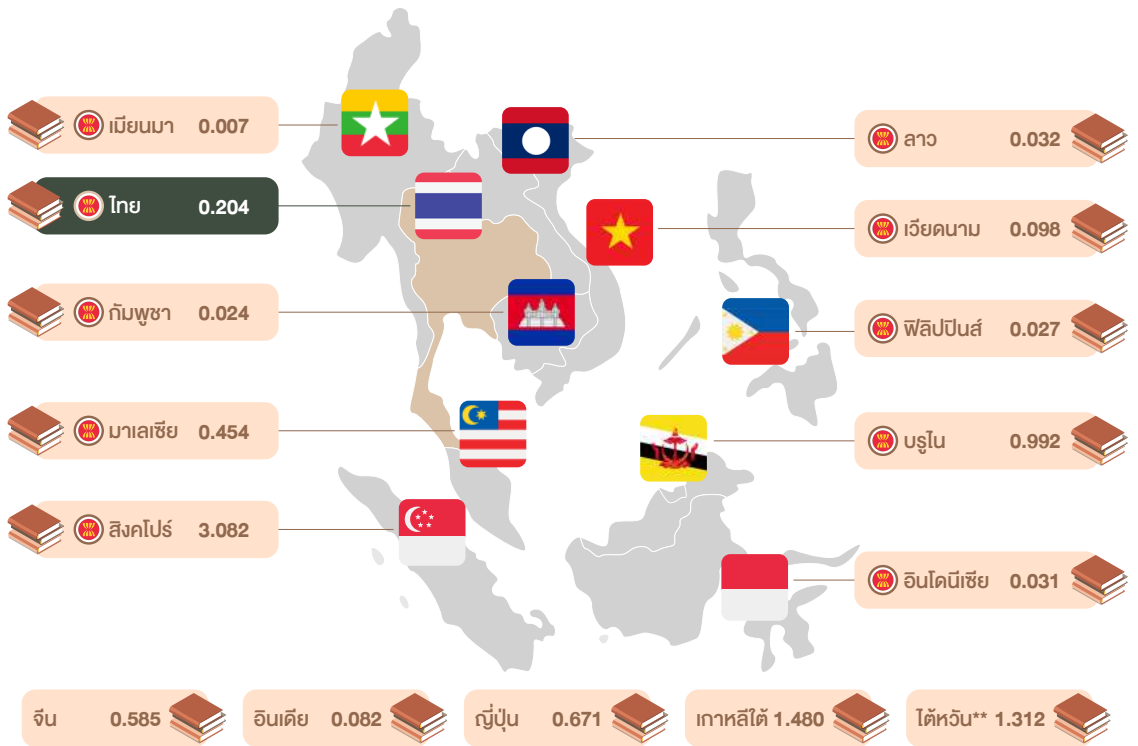 เมียนมา 0.007
ไทย 0.204
กัมพูชา 0.024
มาเลเซีย 0.454
สิงคโปร์ 3.082
ลาว 0.032
เวียดนาม 0.098
ฟิลิปปินส์ 0.027
บรูไน 0.992
อินโดนีเซีย 0.031
จีน 0.585
อินเดีย 0.082
ญี่ปุ่น 0.671
เกาหลีใต้ 1.480
ไต้หวัน** 1.312